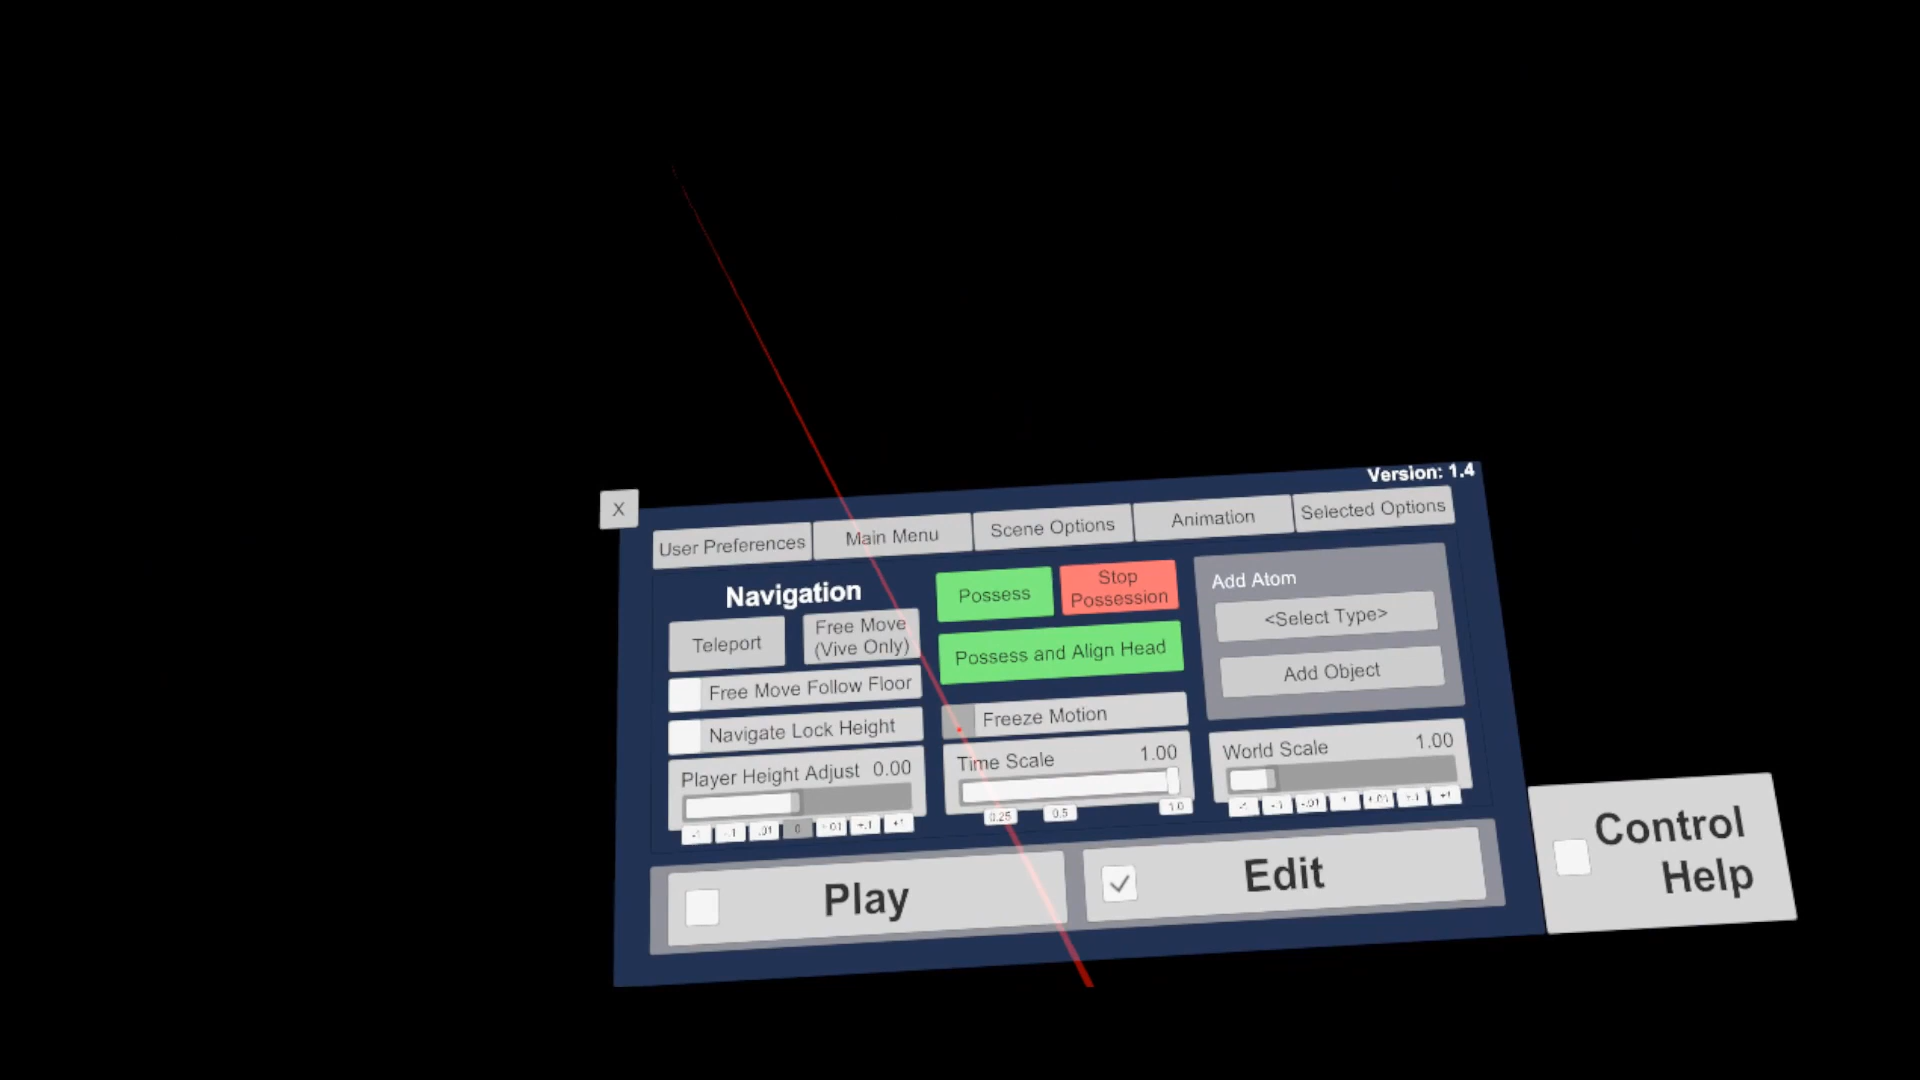 Version: 1.4
X
User Preferences
Main Menu
Scene Options
Animation
Selected Options
Navigation
Teleport
Free Move
(Vive Only)
Free Move Follow Floor
Navigate Lock Height
Player Height Adjust 0.00
0
Possess
Stop
Possession
Possess and Align Head
Freeze Motion
Time Scale 1.00
0.25 0.5 1.0
Add Atom
<Select Type>
Add Object
World Scale 1.00
Play
Edit
Control
Help